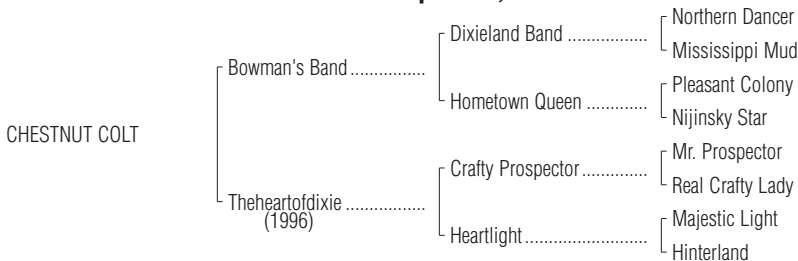 Northern Dancer
Dixieland Band ..................
Mississippi Mud
Bowman's Band................
Pleasant Colony
Hometown Queen .............
Nijinsky Star
CHESTNUT COLT
Mr. Prospector
Crafty Prospector..............
Real Crafty Lady
Theheartofdixie .................
(1996)
Majestic Light
Heartlight..........................
Hinterland